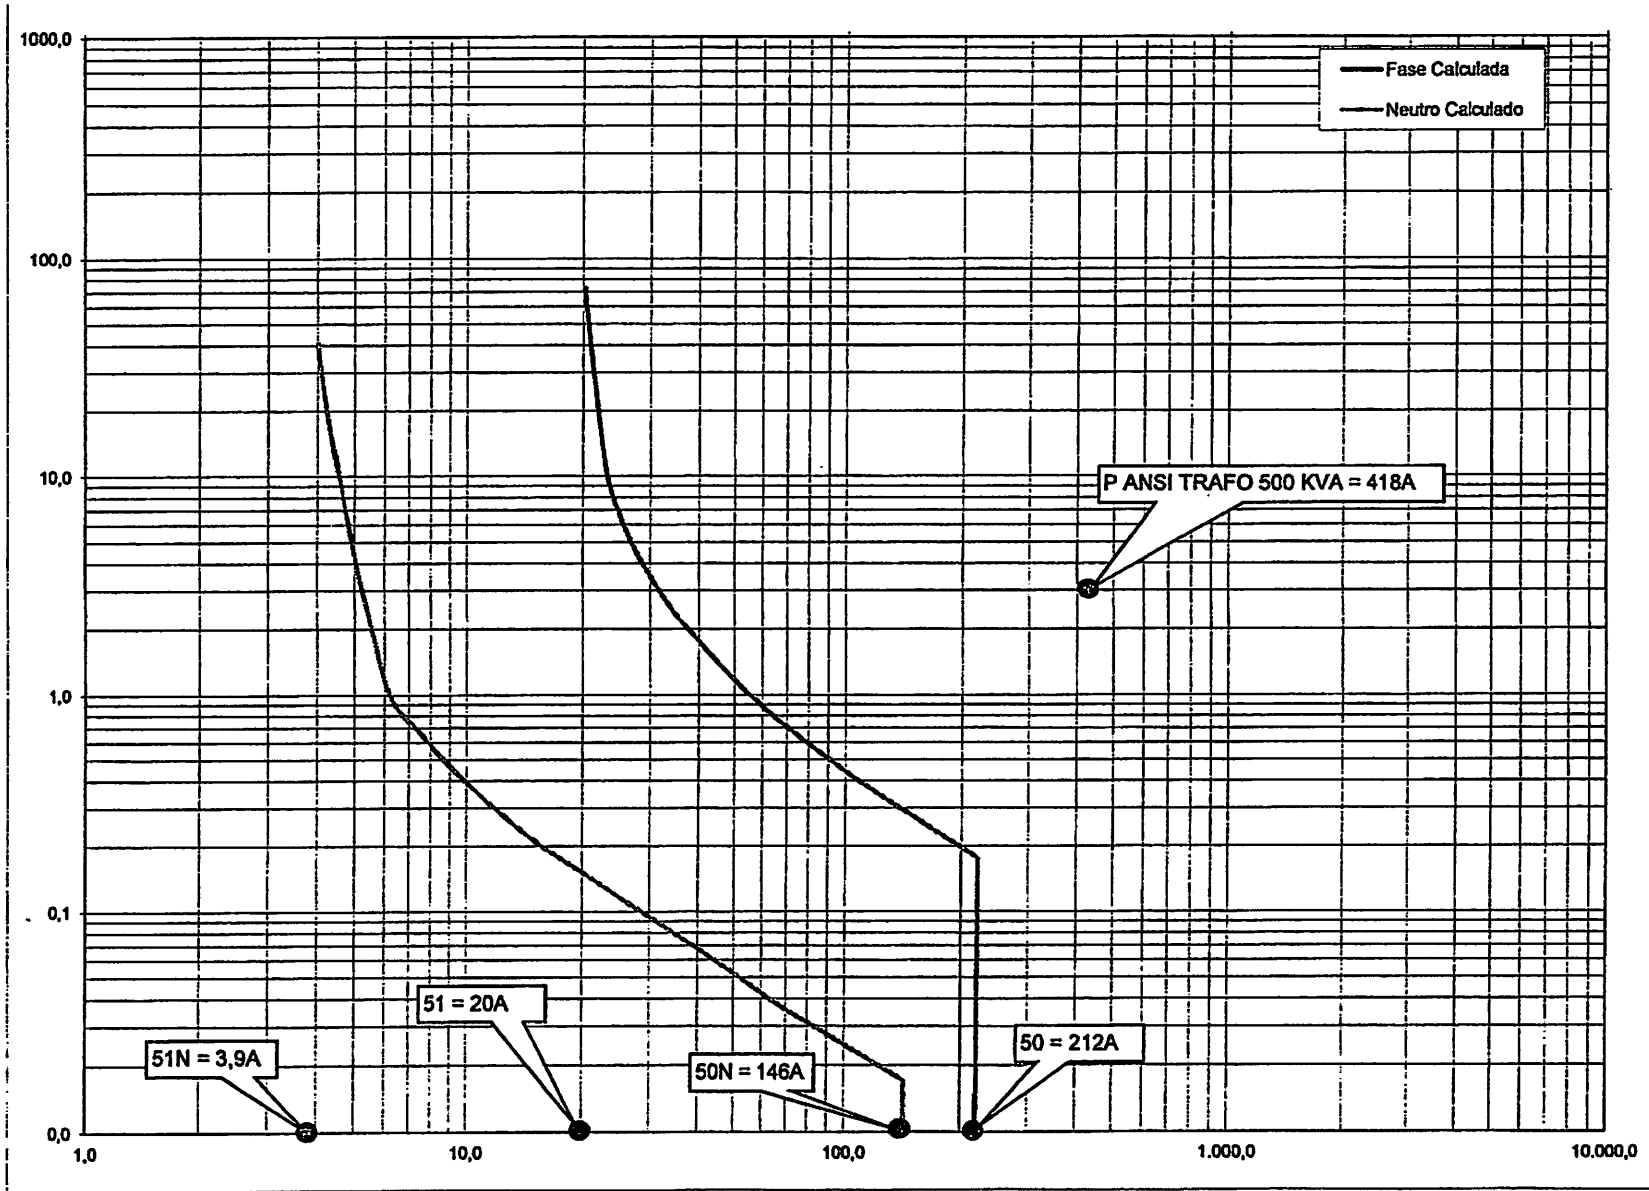 1000,0
Fase Calculada
Neutro Calculado
100,0
10,0
P ANSI TRAFO 500 KVA = 418A
1,0
0,1
51 = 20A
51N = 3,9A
50N = 146A
50 = 212A
0,0
1,0
10,0
100,0
1.000,0
10.000,0